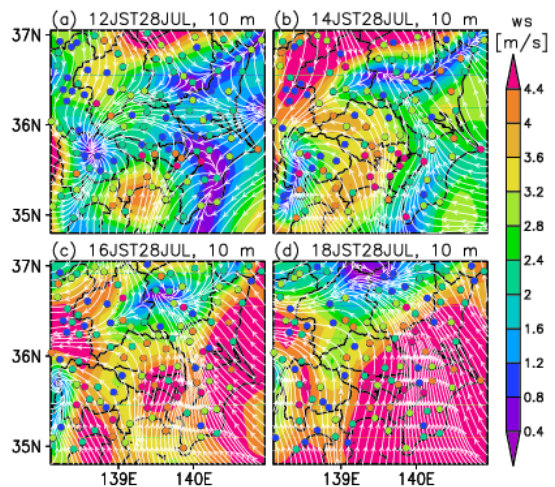 (a) 12JST28JUL, 10 m
(b) 14JST28JUL, 10 m
ws
[m/s]
37N
36N
35N
4.4
4
3.6
3.2
2.8
2.4
2
1.6
1.2
0.8
0.4
(c) 16JST28JUL, 10 m
(d) 18JST28JUL, 10 m
37N
36N
35N
139E
140E
139E
140E